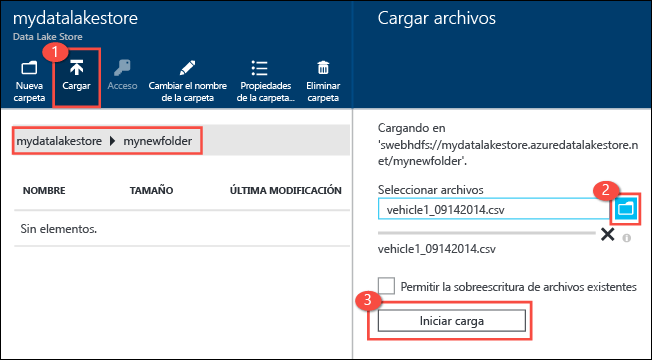 mydatalakestore
Data Lake Store
1
Nueva
carpeta
Cargar
Acceso
Cambiar el nombre
de la carpeta
Propiedades
de la carpeta...
Eliminar
carpeta
mydatalakestore mynewfolder
NOMBRE TAMAÑO ÚLTIMA MODIFICACIÓN
Sin elementos.
Cargar archivos
Cargando en
'swebhdfs://mydatalakestore.azuredatalakestore.n
et/mynewfolder'.
Seleccionar archivos
2
vehicle1_09142014.csv
vehicle1_09142014.csv
Permitir la sobreescritura de archivos existentes
3
Iniciar carga